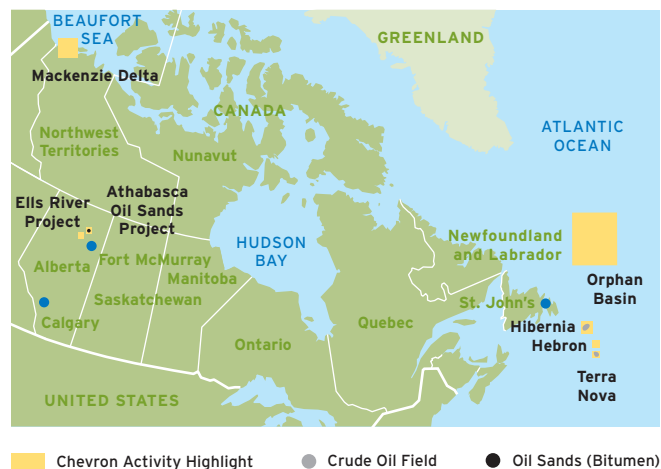 BEAUFORT
SEA
GREENLAND
Mackenzie Delta
CANADA
ATLANTIC
OCEAN
Northwest
Territories
Nunavut
Ells River
Project
Athabasca
Oil Sands
Project
HUDSON
BAY
Newfoundland
and Labrador
Alberta
Fort McMurray
Manitoba
Orphan
Basin
Saskatchewan
St. John's
Calgary
Quebec
Hibernia
Hebron
Ontario
Terra
Nova
UNITED STATES
Chevron Activity Highlight
Crude Oil Field
Oil Sands (Bitumen)